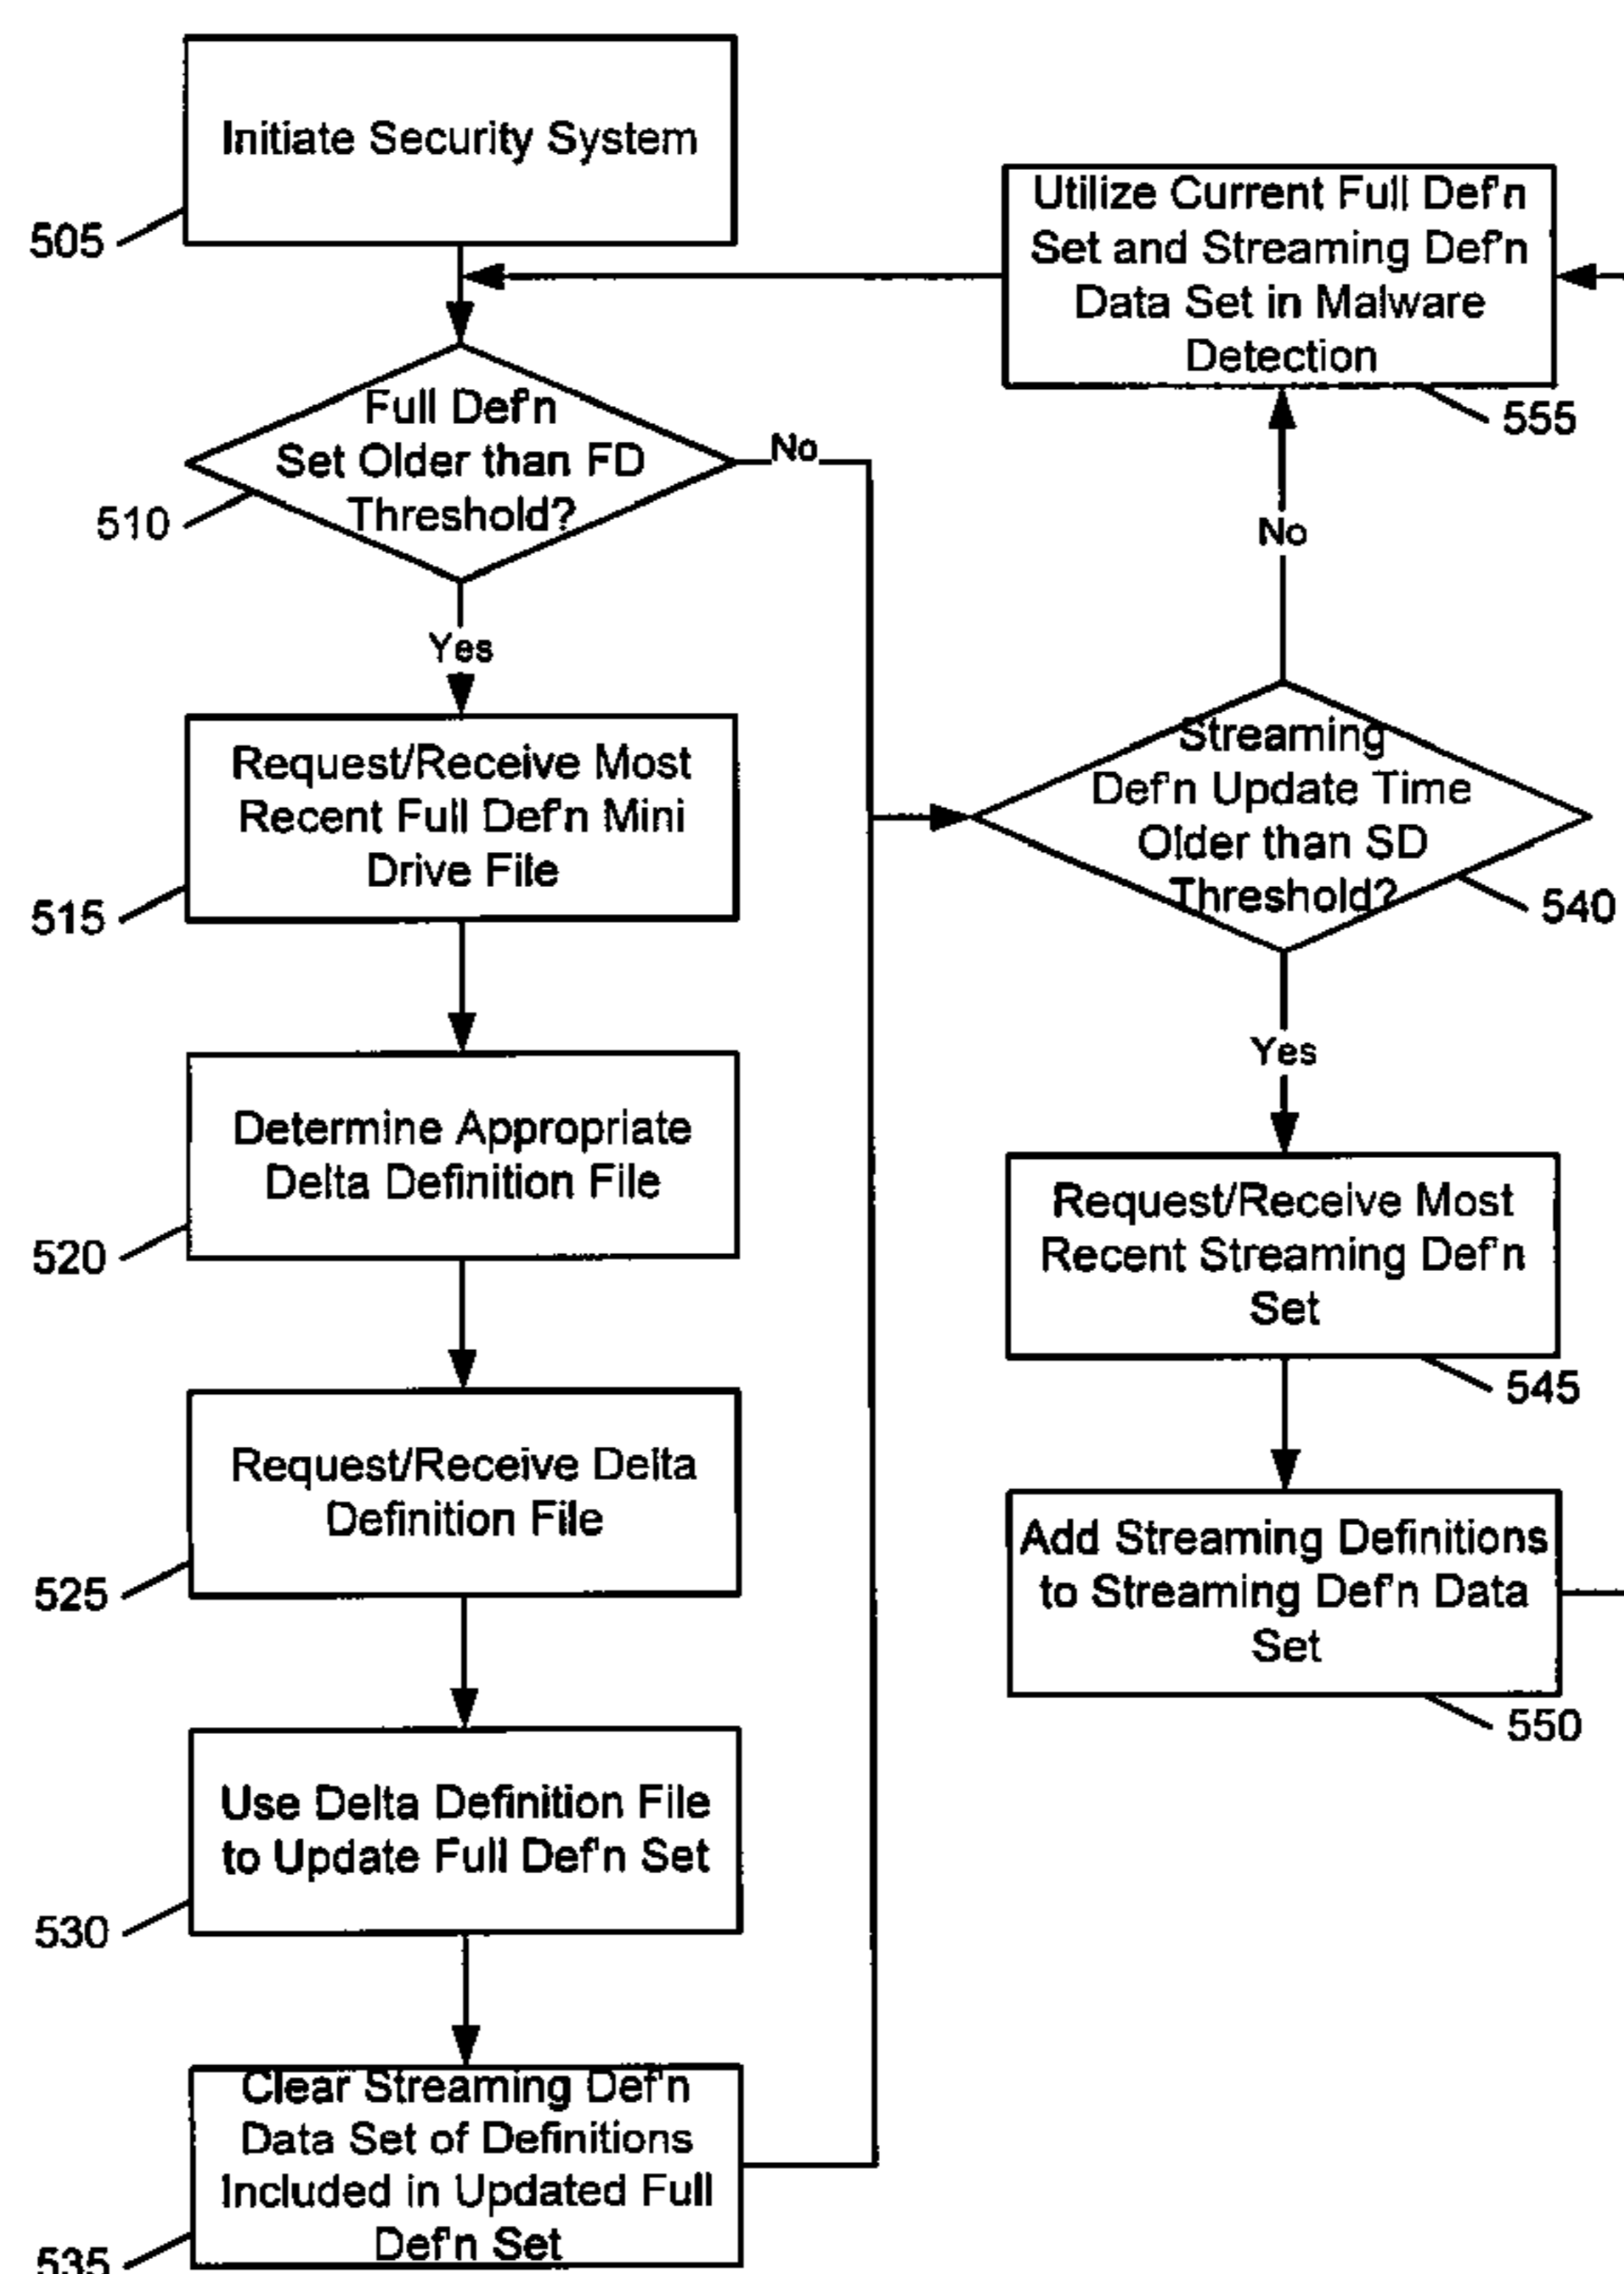 Initiate Security System
505
Full Def'n
Set Older than FD
Threshold?
510
No
Yes
Request/Receive Most
Recent Full Def'n Mini
Drive File
515
Determine Appropriate
Delta Definition File
520
Request/Receive Delta
Definition File
525
Use Delta Definition File
to Update Full Def'n Set
530
Clear Streaming Def'n
Data Set of Definitions
Included in Updated Full
Def'n Set
535
Utilize Current Full Def'n
Set and Streaming Def'n
Data Set in Malware
Detection
555
No
Streaming
Def'n Update Time
Older than SD
Threshold?
540
Yes
Request/Receive Most
Recent Streaming Def'n
Set
545
Add Streaming Definitions
to Streaming Def'n Data
Set
550